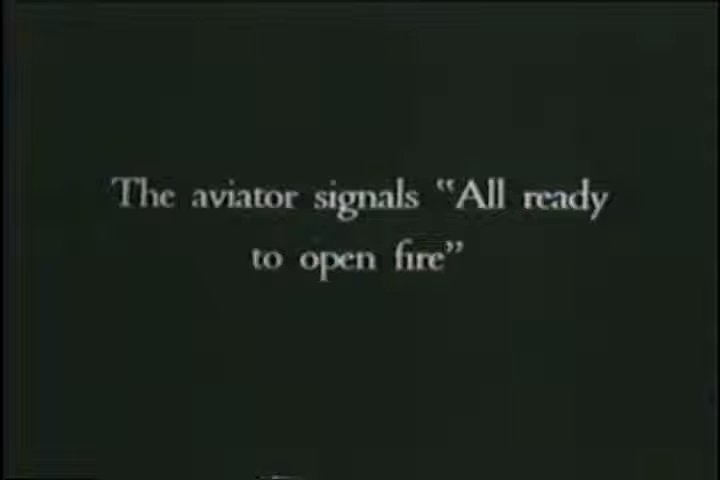 The aviator signals “All ready
to open fire”